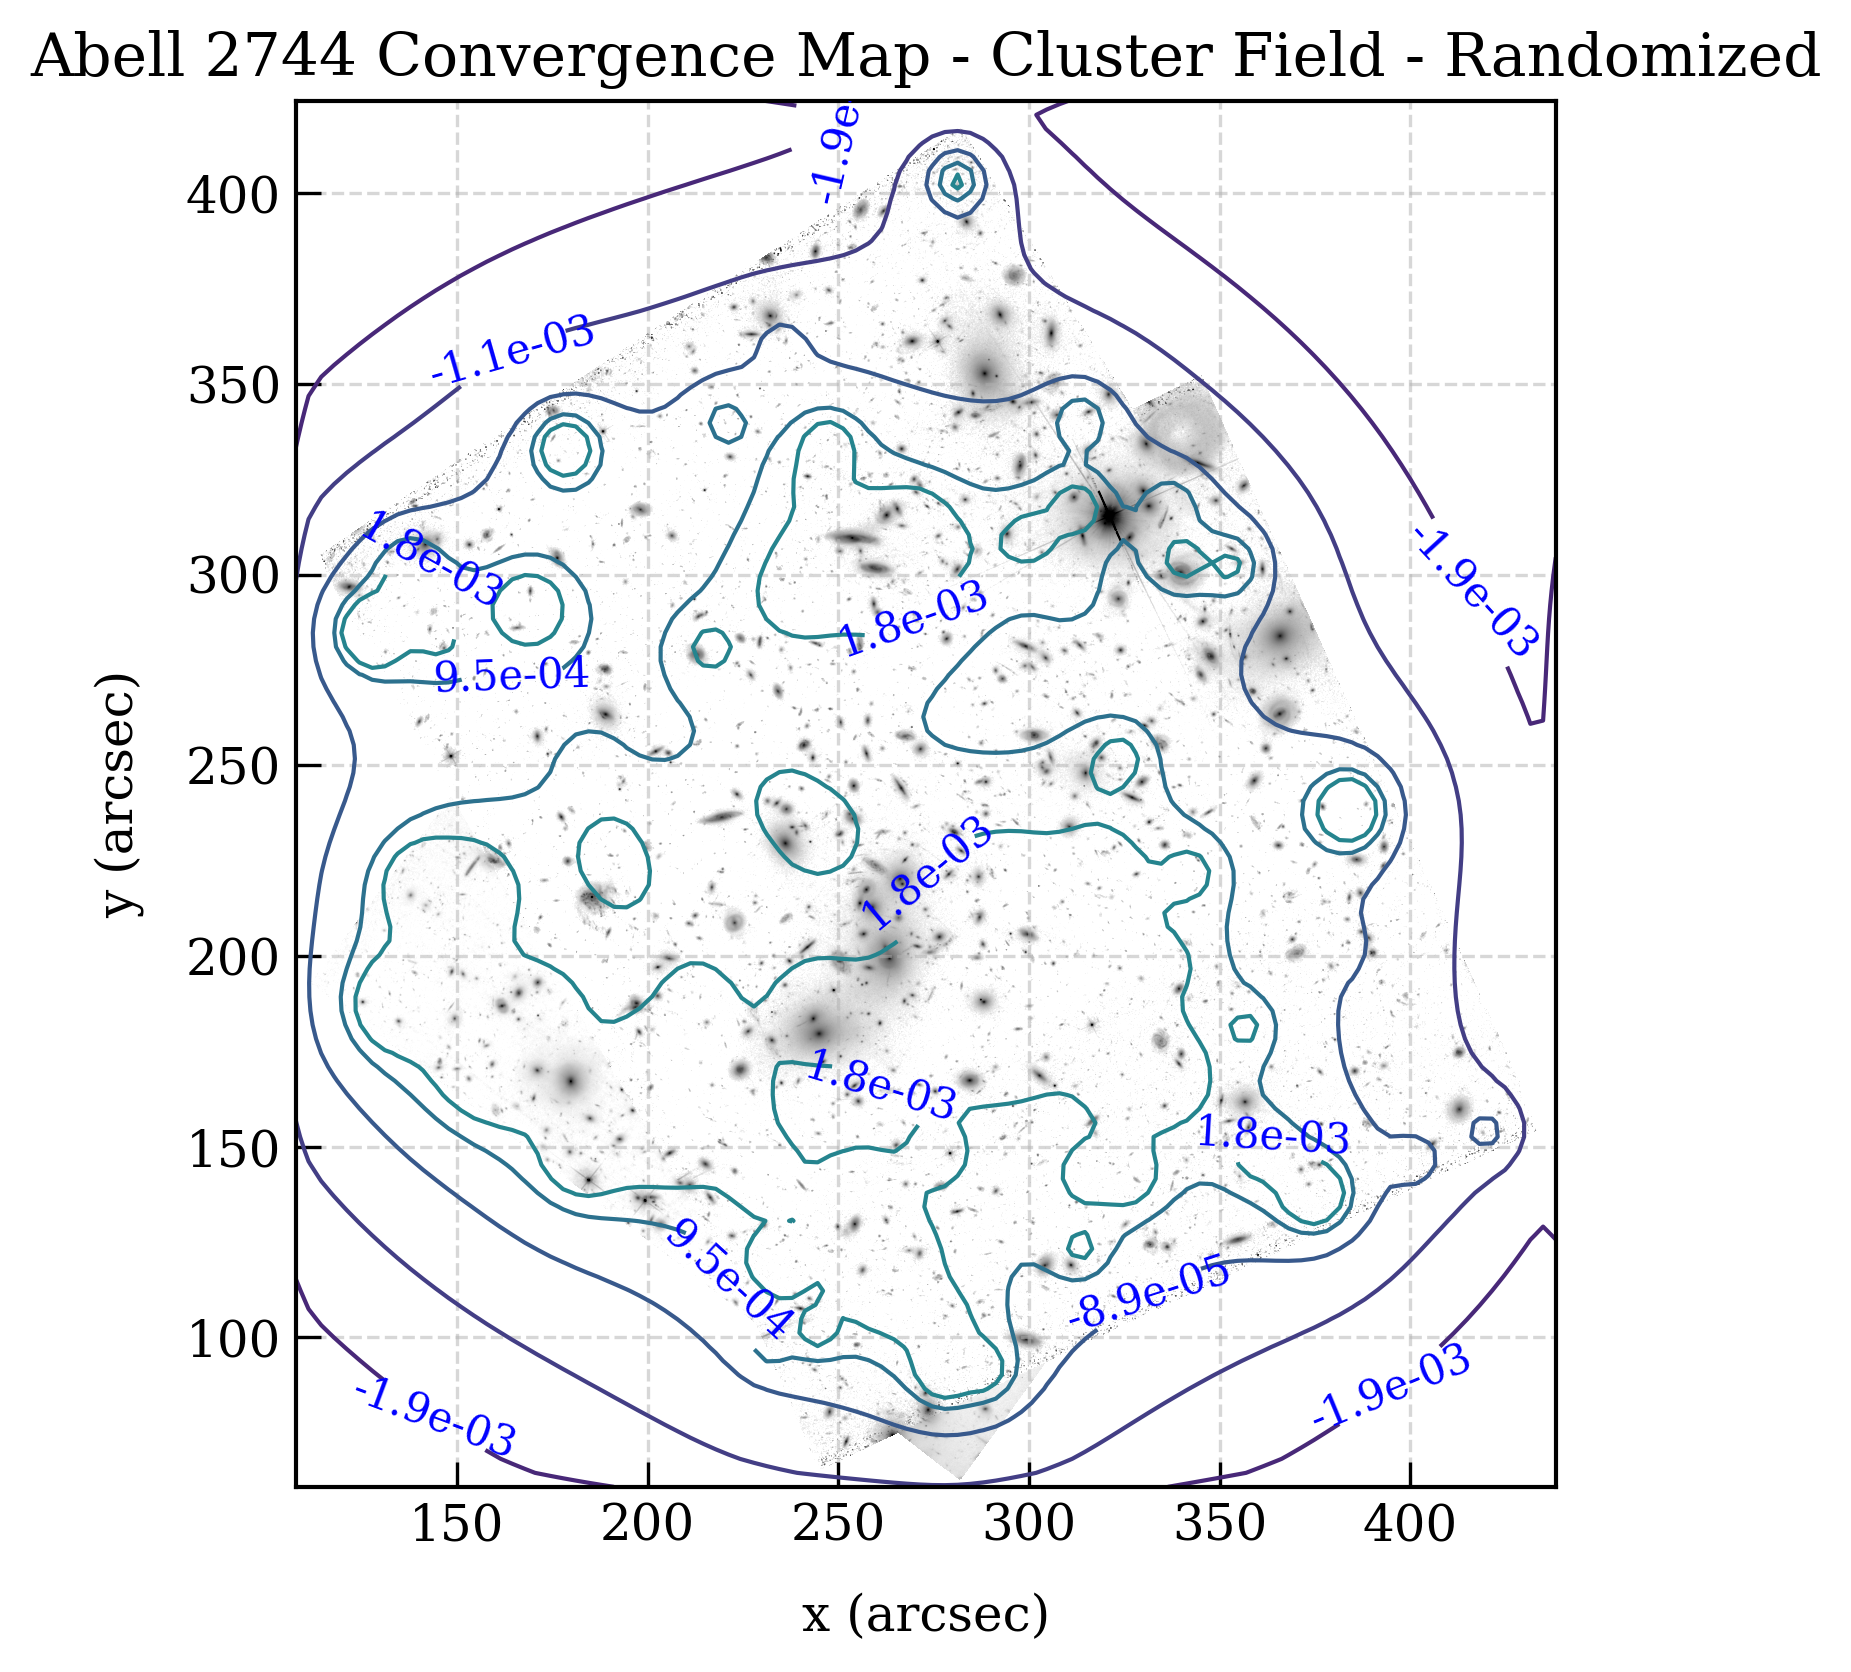 Abell 2744 Convergence Map - Cluster Field - Randomized
-1.9e
400
-1.1e-03
350
1.8e-03
-1.9e-03
300
1.8e-03
9.5e-04
250
1.8e-03
200
1.8e-03
1.8e-03
150
9.5e-04
-8.9e-05
100
-1.9e-03
-1.9e-03
150 200 250 300 350 400
x (arcsec)
y (arcsec)